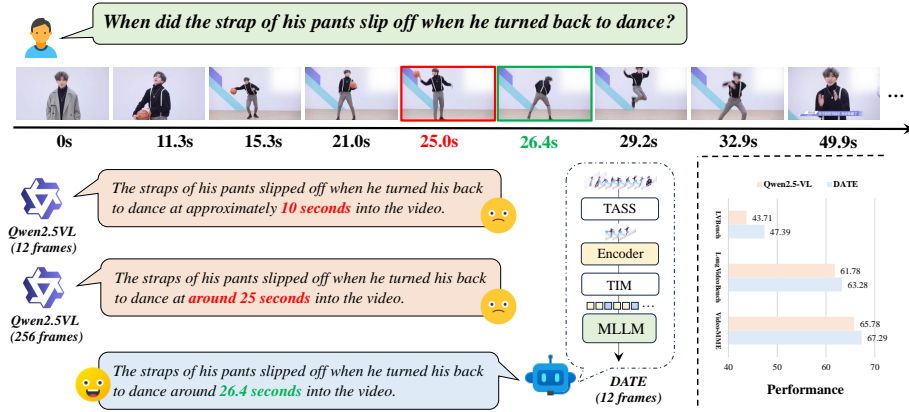 When did the strap of his pants slip off when he turned back to dance?
...
0s 11.3s 15.3s 21.0s 25.0s 26.4s 29.2s 32.9s 49.9s
The straps of his pants slipped off when he turned his back
to dance at approximately 10 seconds into the video.
Qwen2.5VL
(12 frames)
The straps of his pants slipped off when he turned his back
to dance at around 25 seconds into the video.
Qwen2.5VL
(256 frames)
The straps of his pants slipped off when he turned his back
to dance around 26.4 seconds into the video.
TASS
Encoder
TIM
...
MLLM
DATE
(12 frames)
Qwen2.5-VL DATE
LVBench
43.71
47.39
LongVideoBench
61.78
63.28
VideoMME
65.78
67.29
40 50 60 70
Performance